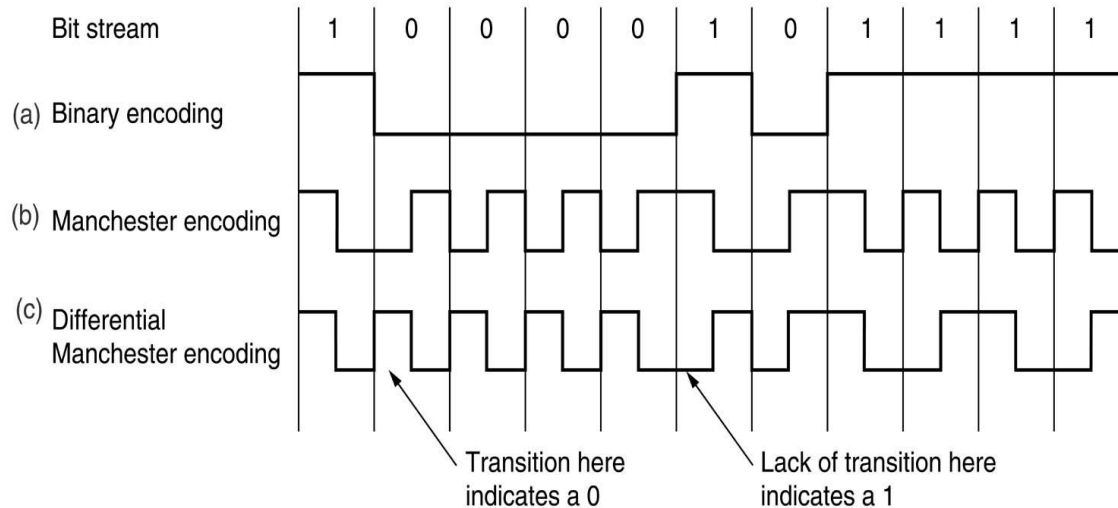 Bit stream 1 0 0 0 0 1 0 1 1 1 1
(a) Binary encoding
(b) Manchester encoding
(c) Differential
Manchester encoding
Transition here
indicates a 0
Lack of transition here
indicates a 1